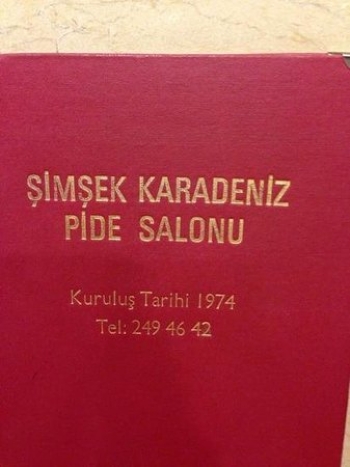 ŞİMŞEK KARADENİZ
PİDE SALONU
Kuruluş Tarihi 1974
Tel: 249 46 42